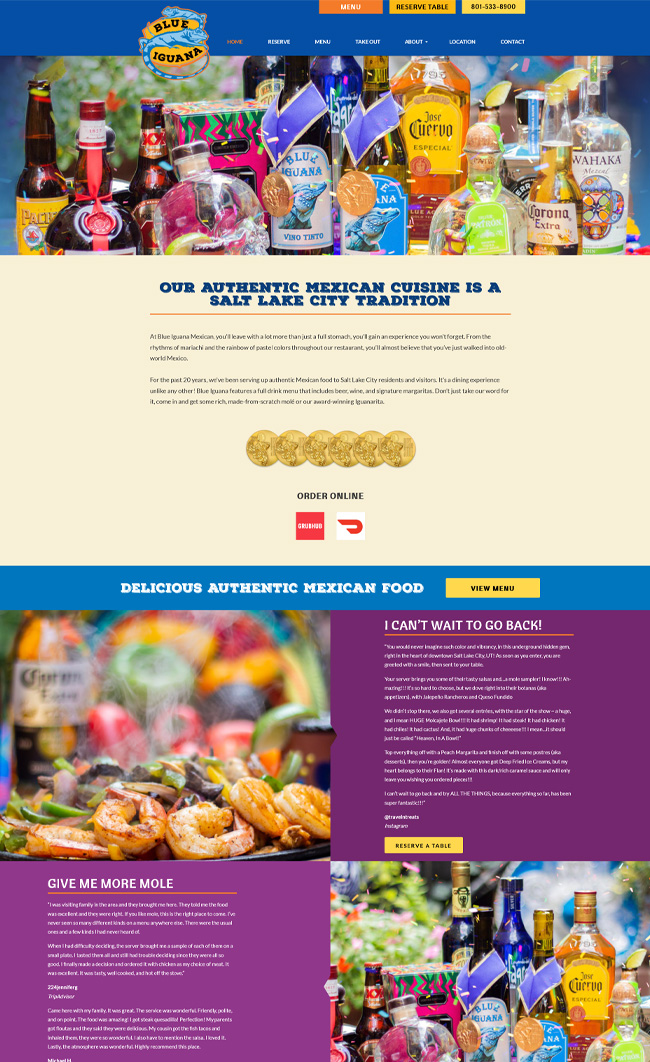 MENU
RESERVE TABLE
801-533-8900
BLUE
IGUANA
HOME
RESERVE
MENU
TAKE OUT
ABOUT
LOCATION
CONTACT
1795
Jose
Cuervo
ESPECIAL
BLUE
IGUANA
VINO TINTO
PATRÓN
Corona
Extra
WAHAKA
Mezcal
OUR AUTHENTIC MEXICAN CUISINE IS A
SALT LAKE CITY TRADITION
At Blue Iguana Mexican, you'll leave with a lot more than just a full stomach, you'll gain an experience you won't forget. From the
rhythms of mariachi and the rainbow of pastel colors throughout our restaurant, you'll almost believe that you've just walked into old-
world Mexico.
For the past 20 years, we've been serving up authentic Mexican food to Salt Lake City residents and visitors. It's a dining experience
unlike any other! Blue Iguana features a full drink menu that includes beer, wine, and signature margaritas. Don't just take our word for
it, come in and get some rich, made-from-scratch molé or our award-winning Iguanarita.
ORDER ONLINE
GRUBHUB
DELICIOUS AUTHENTIC MEXICAN FOOD
VIEW MENU
Corona
Extra
I CAN'T WAIT TO GO BACK!
"You would never imagine such color and vibrancy, in this underground hidden gem,
right in the heart of downtown Salt Lake City, UT! As soon as you enter, you are
greeted with a smile, then sent to your table.
Your server brings you some of their tasty salsas and...a mole sampler! I know!!! Ah-
mazing!!! It's so hard to choose, but we dove right into their botanas (aka
appetizers), with Jalepeño Rancheros and Queso Fundido
We didn't stop there, we also got several entrées, with the star of the show – a huge,
and I mean HUGE Molcajete Bowl!!! It had shrimp! It had steak! It had chicken! It
had chiles! It had cactus! And, it had huge chunks of cheeeese!!! I mean...it should
just be called "Heaven, In A Bowl!"
Top everything off with a Peach Margarita and finish off with some postres (aka
desserts), then you're golden! Almost everyone got Deep Fried Ice Creams, but my
heart belongs to their Flan! It's made with this dark/rich caramel sauce and will only
leave you wishing you ordered pieces!!!
I can't wait to go back and try ALL THE THINGS, because everything so far, has been
super fantastic!!!"
@travelntreats
Instagram
RESERVE A TABLE
GIVE ME MORE MOLE
"I was visiting family in the area and they brought me here. They told me the food
was excellent and they were right. If you like mole, this is the right place to come. I've
never seen so many different kinds on a menu anywhere else. There were the usual
ones and a few kinds I had never heard of.
When I had difficulty deciding, the server brought me a sample of each of them on a
small plate. I tasted them all and still had trouble deciding since they were all so
good. I finally made a decision and ordered it with chicken as my choice of meat. It
was excellent. It was tasty, well cooked, and hot off the stove."
224jenniferg
TripAdvisor
Came here with my family. It was great. The service was wonderful. Friendly, polite,
and on point. The food was amazing! I got steak quesadilla! Perfection! My parents
got flautas and they said they were delicious. My cousin got the fish tacos and
inhaled them, they were so wonderful. I also have to mention the salsa. I loved it.
Lastly, the atmosphere was wonderful. Highly recommend this place.
Michael H.
Jose
Cuervo
ESPECIAL